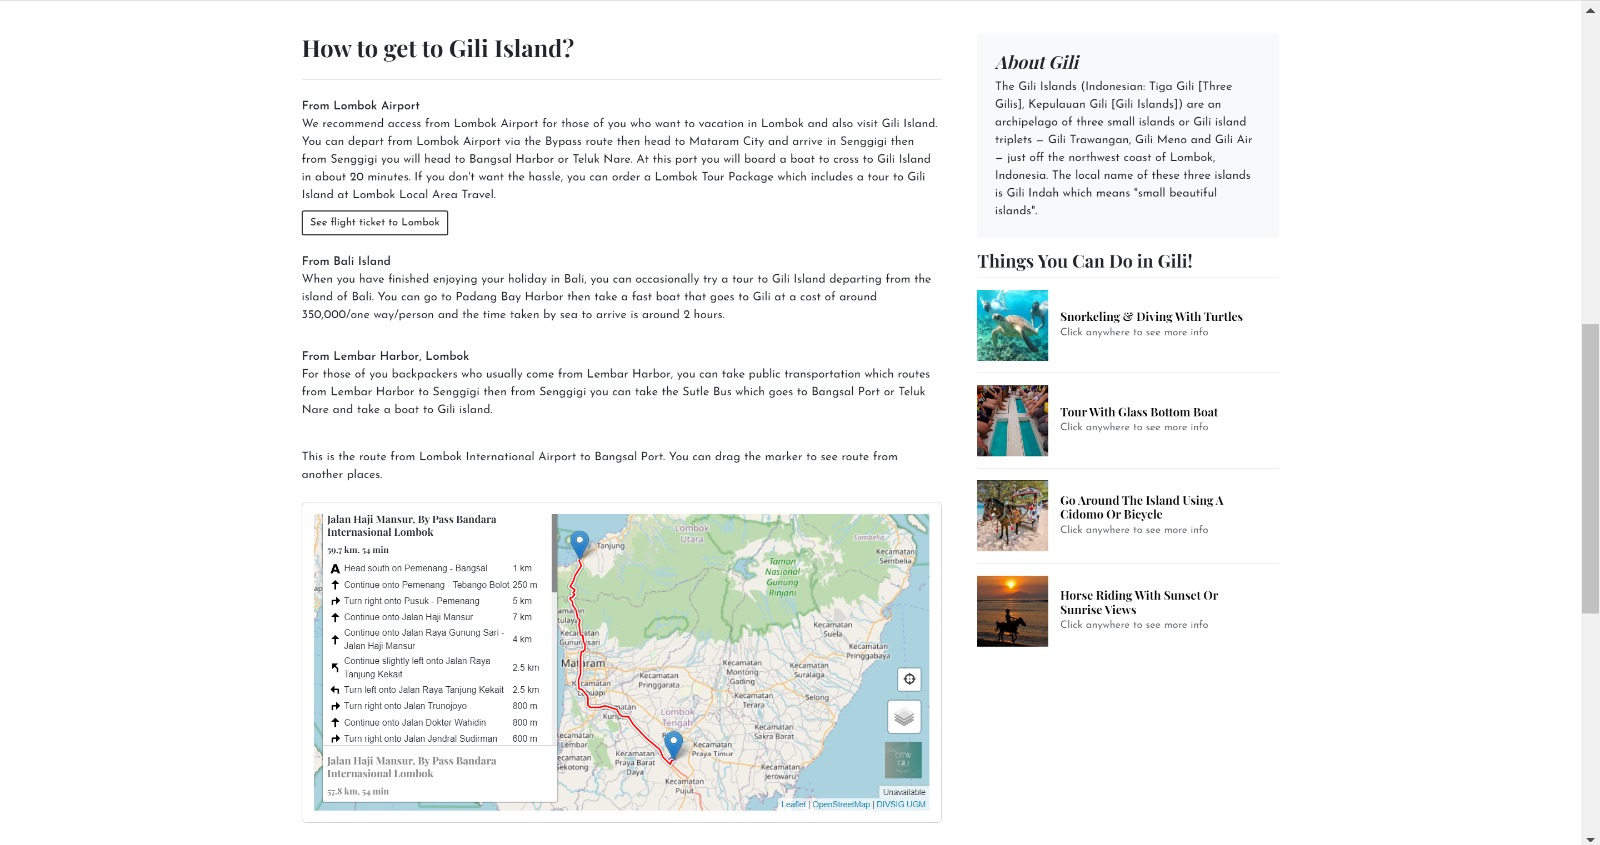 How to get to Gili Island?
From Lombok Airport
We recommend access from Lombok Airport for those of you who want to vacation in Lombok and also visit Gili Island.
You can depart from Lombok Airport via the Bypass route then head to Mataram City and arrive in Senggigi then
from Senggigi you will head to Bangsal Harbor or Teluk Nare. At this port you will board a boat to cross to Gili Island
in about 20 minutes. If you don't want the hassle, you can order a Lombok Tour Package which includes a tour to Gili
Island at Lombok Local Area Travel.
See flight ticket to Lombok
From Bali Island
When you have finished enjoying your holiday in Bali, you can occasionally try a tour to Gili Island departing from the
island of Bali. You can go to Padang Bay Harbor then take a fast boat that goes to Gili at a cost of around
350,000/one way/person and the time taken by sea to arrive is around 2 hours.
From Lembar Harbor, Lombok
For those of you backpackers who usually come from Lembar Harbor, you can take public transportation which routes
from Lembar Harbor to Senggigi then from Senggigi you can take the Sutle Bus which goes to Bangsal Port or Teluk
Nare and take a boat to Gili island.
This is the route from Lombok International Airport to Bangsal Port. You can drag the marker to see route from
another places.
Jalan Haji Mansur, By Pass Bandara
Internasional Lombok
59.7 km, 54 min
Head south on Pemenang - Bangsal 1 km
Continue onto Pemenang - Tebango Bolot 250 m
Turn right onto Pusuk - Pemenang 5 km
Continue onto Jalan Haji Mansur 7 km
Continue onto Jalan Raya Gunung Sari - 4 km
Jalan Haji Mansur
Continue slightly left onto Jalan Raya 2.5 km
Tanjung Kekait
Turn left onto Jalan Raya Tanjung Kekait 2.5 km
Turn right onto Jalan Trunojoyo 800 m
Continue onto Jalan Dokter Wahidin 800 m
Turn right onto Jalan Jendral Sudirman 600 m
Jalan Haji Mansur, By Pass Bandara
Internasional Lombok
57.8 km, 54 min
Lombok
Utara
Tanjung
Sembalia
Kecamatan
Sembelia
Taman
Nasional
Gunung
Rinjani
Kecamatan
Suela
Kecamatan
Pringgabaya
Mataram
Kecamatan
Pringgarata
Kecamatan
Montong
Gading
Kecamatan
Suralaga
Selong
Kecamatan
Terara
Lombok
Tengah
Kecamatan
Sakra Barat
Kecamatan
Praya Timur
Kecamatan
Praya Barat
Daya
Kecamatan
Jerowaru
Kecamatan
Pujut
GILI
Unavailable
Leaflet | OpenStreetMap | DIVSIG UGM
About Gili
The Gili Islands (Indonesian: Tiga Gili [Three
Gilis], Kepulauan Gili [Gili Islands]) are an
archipelago of three small islands or Gili island
triplets — Gili Trawangan, Gili Meno and Gili Air
— just off the northwest coast of Lombok,
Indonesia. The local name of these three islands
is Gili Indah which means "small beautiful
islands".
Things You Can Do in Gili!
Snorkeling & Diving With Turtles
Click anywhere to see more info
Tour With Glass Bottom Boat
Click anywhere to see more info
Go Around The Island Using A
Cidomo Or Bicycle
Click anywhere to see more info
Horse Riding With Sunset Or
Sunrise Views
Click anywhere to see more info